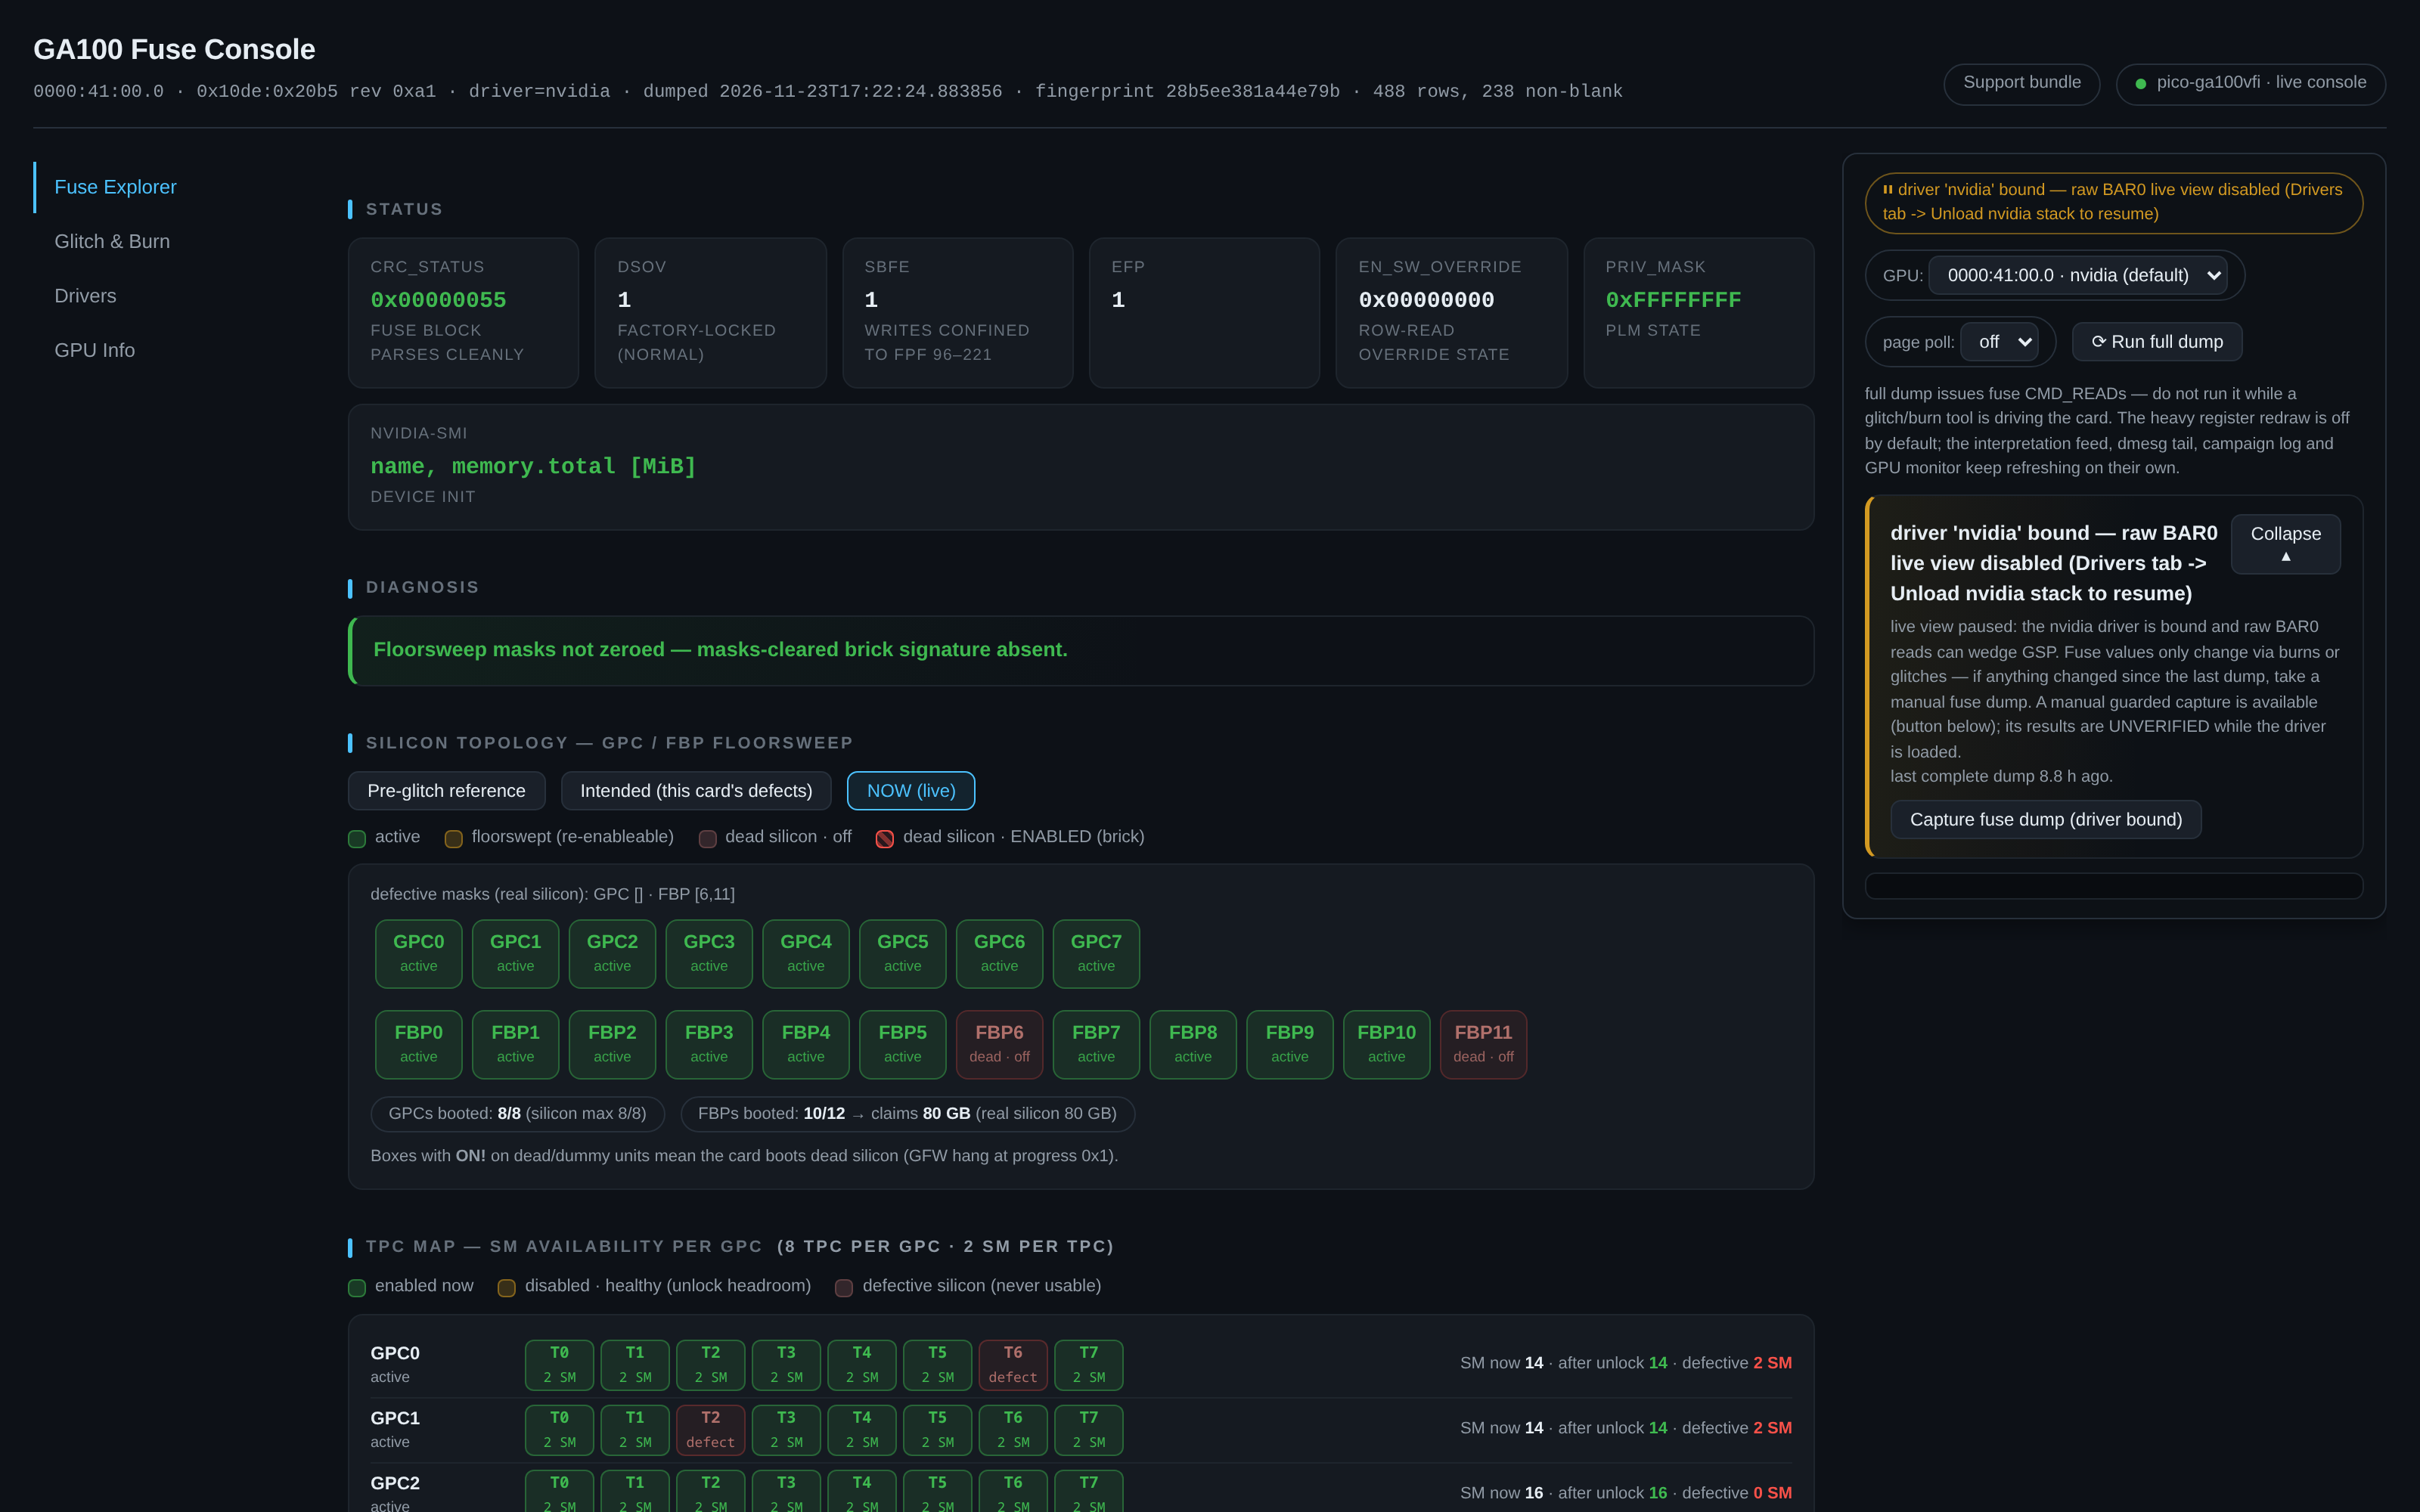 GA100 Fuse Console
0000:41:00.0 · 0x10de:0x20b5 rev 0xa1 · driver=nvidia · dumped 2026-11-23T17:22:24.883856 · fingerprint 28b5ee381a44e79b · 488 rows, 238 non-blank
Support bundle
pico-ga100vfi · live console
Fuse Explorer
Glitch & Burn
Drivers
GPU Info
STATUS
CRC_STATUS
0x00000055
FUSE BLOCK
PARSES CLEANLY
DSOV
1
FACTORY-LOCKED
(NORMAL)
SBFE
1
WRITES CONFINED
TO FPF 96–221
EFP
1
EN_SW_OVERRIDE
0x00000000
ROW-READ
OVERRIDE STATE
PRIV_MASK
0xFFFFFFFF
PLM STATE
NVIDIA-SMI
name, memory.total [MiB]
DEVICE INIT
DIAGNOSIS
Floorsweep masks not zeroed — masks-cleared brick signature absent.
SILICON TOPOLOGY — GPC / FBP FLOORSWEEP
Pre-glitch reference
Intended (this card's defects)
NOW (live)
active
floorswept (re-enableable)
dead silicon · off
dead silicon · ENABLED (brick)
defective masks (real silicon): GPC [] · FBP [6,11]
GPC0 GPC1 GPC2 GPC3 GPC4 GPC5 GPC6 GPC7
active active active active active active active active
FBP0 FBP1 FBP2 FBP3 FBP4 FBP5 FBP6 FBP7 FBP8 FBP9 FBP10 FBP11
active active active active active active dead · off active active active active dead · off
GPCs booted: 8/8 (silicon max 8/8)
FBPs booted: 10/12 → claims 80 GB (real silicon 80 GB)
Boxes with ON! on dead/dummy units mean the card boots dead silicon (GFW hang at progress 0x1).
TPC MAP — SM AVAILABILITY PER GPC (8 TPC PER GPC · 2 SM PER TPC)
enabled now
disabled · healthy (unlock headroom)
defective silicon (never usable)
GPC0
active
T0 T1 T2 T3 T4 T5 T6 T7
2 SM 2 SM 2 SM 2 SM 2 SM 2 SM defect 2 SM
SM now 14 · after unlock 14 · defective 2 SM
GPC1
active
T0 T1 T2 T3 T4 T5 T6 T7
2 SM 2 SM defect 2 SM 2 SM 2 SM 2 SM 2 SM
SM now 14 · after unlock 14 · defective 2 SM
GPC2
active
T0 T1 T2 T3 T4 T5 T6 T7
2 SM 2 SM 2 SM 2 SM 2 SM 2 SM 2 SM 2 SM
SM now 16 · after unlock 16 · defective 0 SM
driver 'nvidia' bound — raw BAR0 live view disabled (Drivers
tab -> Unload nvidia stack to resume)
GPU: 0000:41:00.0 · nvidia (default)
page poll: off
⟳ Run full dump
full dump issues fuse CMD_READs — do not run it while a
glitch/burn tool is driving the card. The heavy register redraw is off
by default; the interpretation feed, dmesg tail, campaign log and
GPU monitor keep refreshing on their own.
driver 'nvidia' bound — raw BAR0
live view disabled (Drivers tab ->
Unload nvidia stack to resume)
Collapse
▲
live view paused: the nvidia driver is bound and raw BAR0
reads can wedge GSP. Fuse values only change via burns or
glitches — if anything changed since the last dump, take a
manual fuse dump. A manual guarded capture is available
(button below); its results are UNVERIFIED while the driver
is loaded.
last complete dump 8.8 h ago.
Capture fuse dump (driver bound)